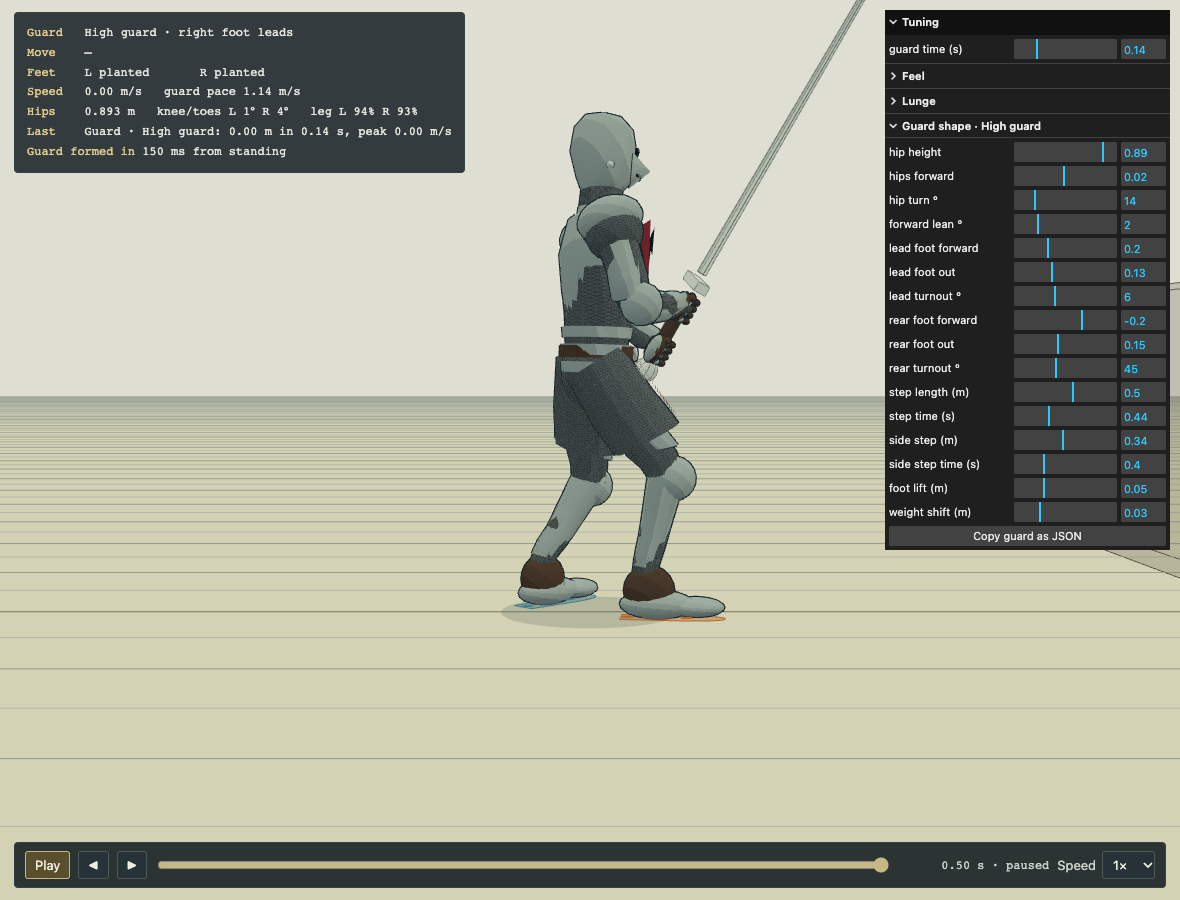 Guard High guard · right foot leads
Move —
Feet L planted R planted
Speed 0.00 m/s guard pace 1.14 m/s
Hips 0.893 m knee/toes L 1° R 4° leg L 94% R 93%
Last Guard · High guard: 0.00 m in 0.14 s, peak 0.00 m/s
Guard formed in 150 ms from standing
Tuning
guard time (s) 0.14
Feel
Lunge
Guard shape · High guard
hip height 0.89
hips forward 0.02
hip turn ° 14
forward lean ° 2
lead foot forward 0.2
lead foot out 0.13
lead turnout ° 6
rear foot forward -0.2
rear foot out 0.15
rear turnout ° 45
step length (m) 0.5
step time (s) 0.44
side step (m) 0.34
side step time (s) 0.4
foot lift (m) 0.05
weight shift (m) 0.03
Copy guard as JSON
Play ◀ ▶ 0.50 s · paused Speed 1×